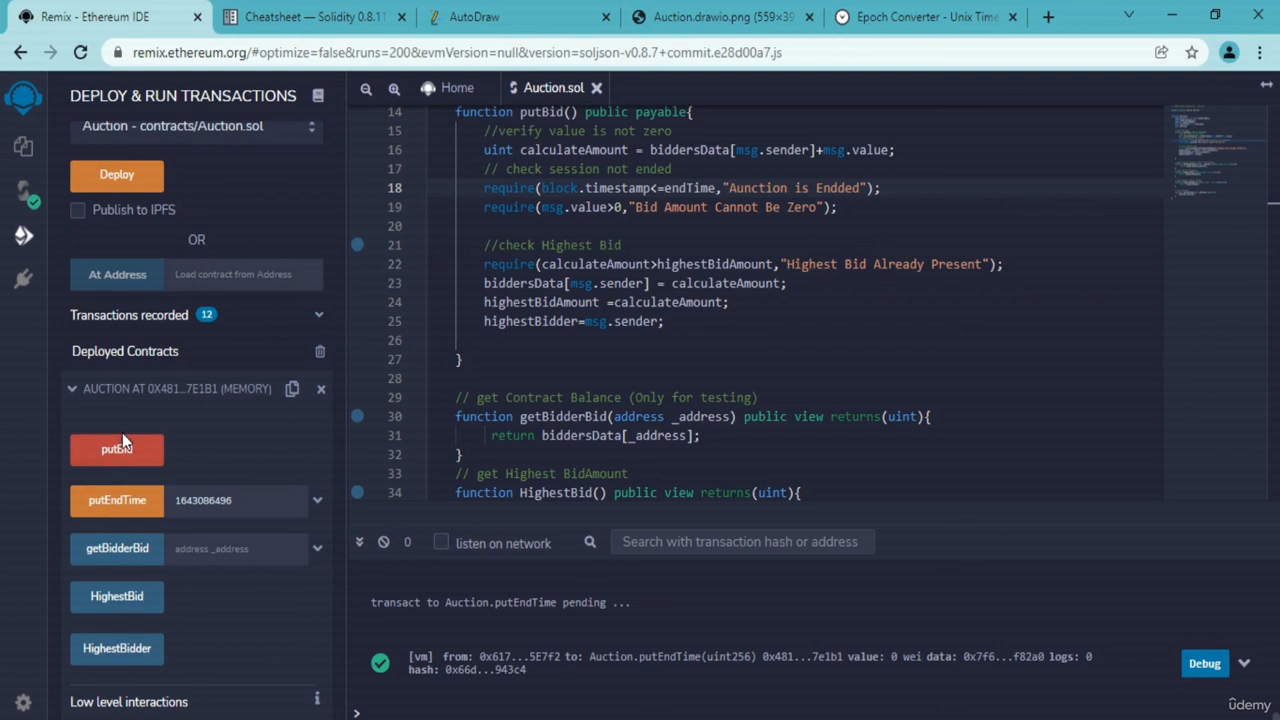 Remix - Ethereum IDE
Cheatsheet — Solidity 0.8.11
AutoDraw
Auction.drawio.png (559×39
Epoch Converter - Unix Time
remix.ethereum.org/#optimize=false&runs=200&evmVersion=null&version=soljson-v0.8.7+commit.e28d00a7.js
DEPLOY & RUN TRANSACTIONS
Home
Auction.sol
Auction - contracts/Auction.sol
Deploy
Publish to IPFS
OR
At Address
Load contract from Address
Transactions recorded 12
Deployed Contracts
AUCTION AT 0X481...7E1B1 (MEMORY)
putBid
putEndTime
1643086496
getBidderBid
address _address
HighestBid
HighestBidder
Low level interactions
14 function putBid() public payable{
15 //verify value is not zero
16 uint calculateAmount = biddersData[msg.sender]+msg.value;
17 // check session not ended
18 require(block.timestamp<=endTime,"Aunction is Endded");
19 require(msg.value>0,"Bid Amount Cannot Be Zero");
20
21 //check Highest Bid
22 require(calculateAmount>highestBidAmount,"Highest Bid Already Present");
23 biddersData[msg.sender] = calculateAmount;
24 highestBidAmount =calculateAmount;
25 highestBidder=msg.sender;
26
27 }
28
29 // get Contract Balance (Only for testing)
30 function getBidderBid(address _address) public view returns(uint){
31 return biddersData[_address];
32 }
33 // get Highest BidAmount
34 function HighestBid() public view returns(uint){
0
listen on network
Search with transaction hash or address
transact to Auction.putEndTime pending ...
[vm] from: 0x617...5E7f2 to: Auction.putEndTime(uint256) 0x481...7e1b1 value: 0 wei data: 0x7f6...f82a0 logs: 0
hash: 0x66d...943c4
Debug
>
ûdemy